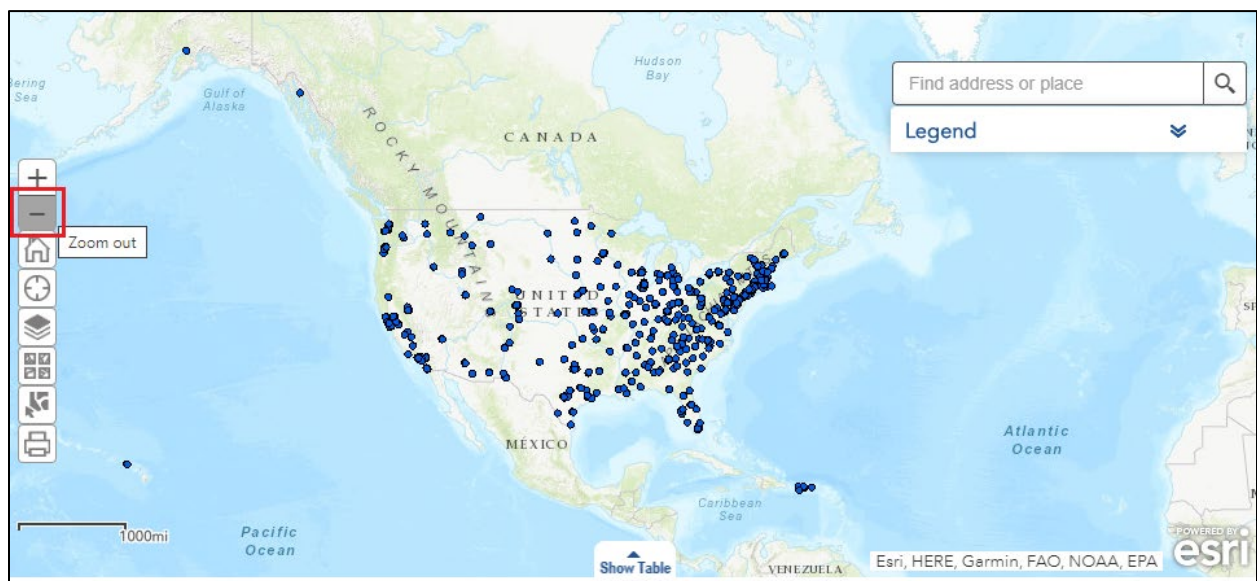 Hudson
Bay
Bering
Sea
Gulf of
Alaska
Find address or place
Legend
ROCKY MOUNTAINS
CANADA
+
−
Zoom out
UNITED
STATES
MÉXICO
Atlantic
Ocean
Caribbean
Sea
1000mi
Pacific
Ocean
Show Table
VENEZUELA
Esri, HERE, Garmin, FAO, NOAA, EPA
POWERED BY
esri